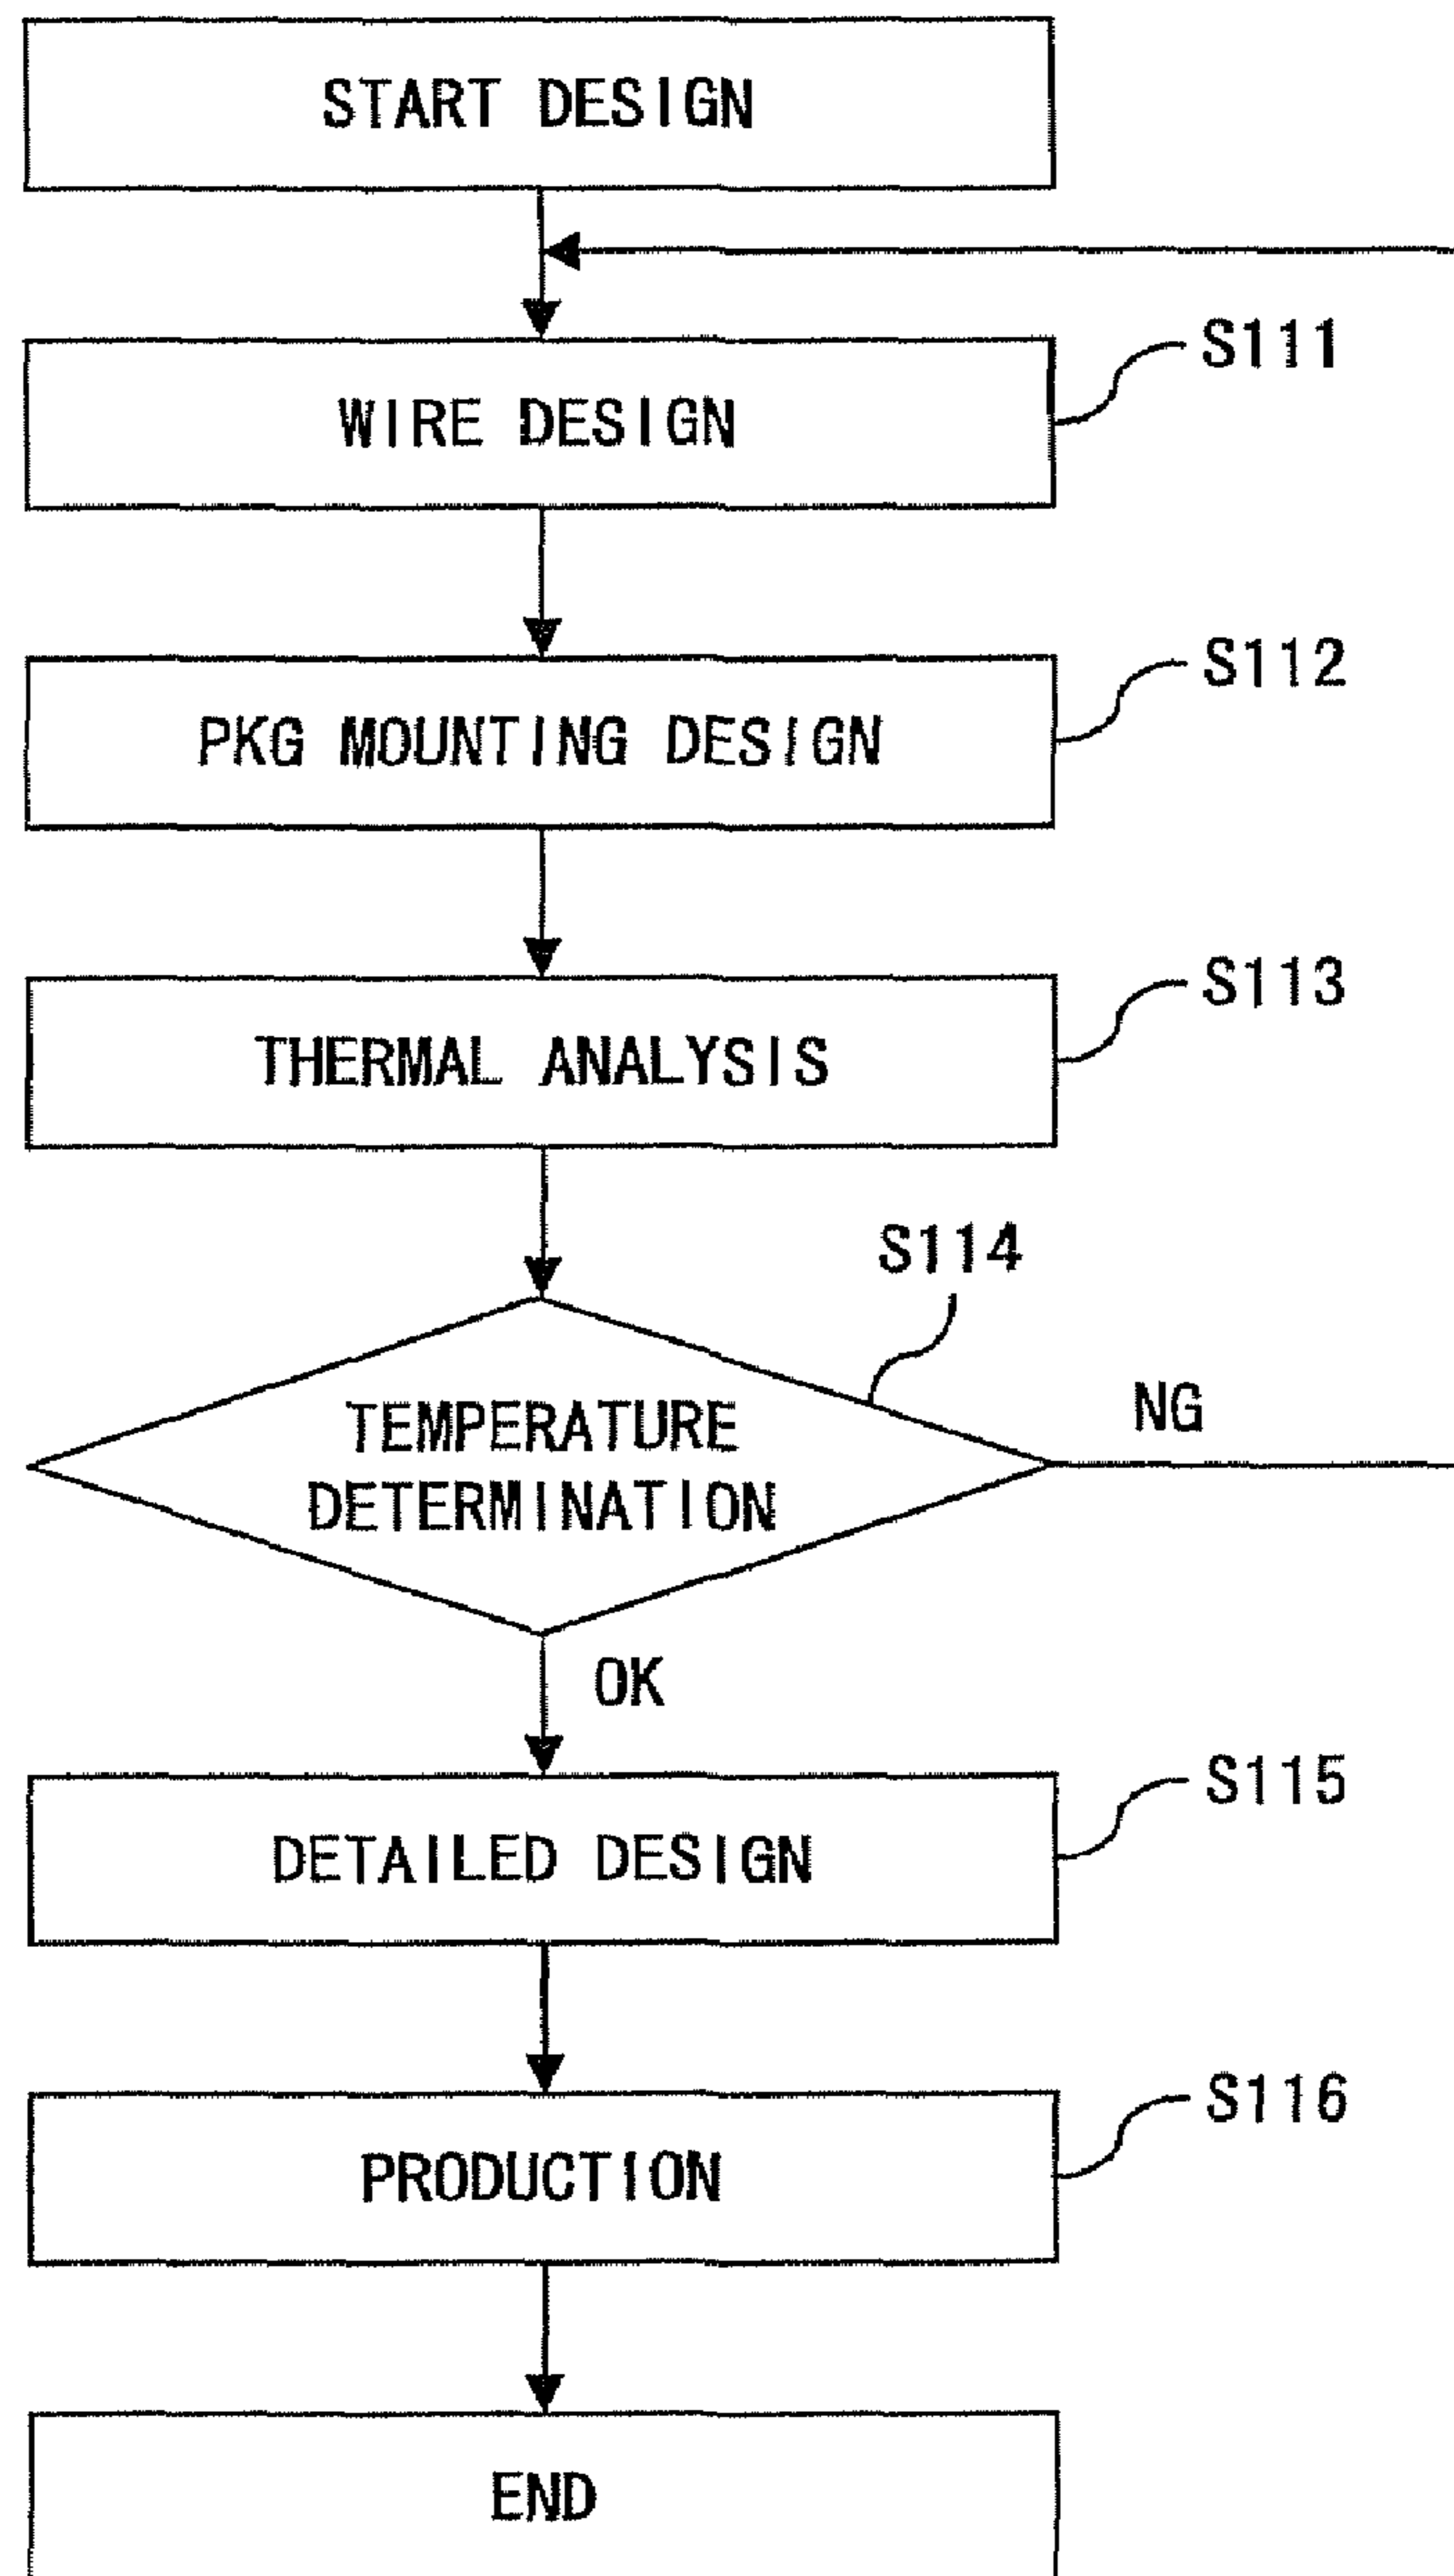 START DESIGN
S111
WIRE DESIGN
S112
PKG MOUNTING DESIGN
S113
THERMAL ANALYSIS
S114
NG
TEMPERATURE
DETERMINATION
OK
S115
DETAILED DESIGN
S116
PRODUCTION
END